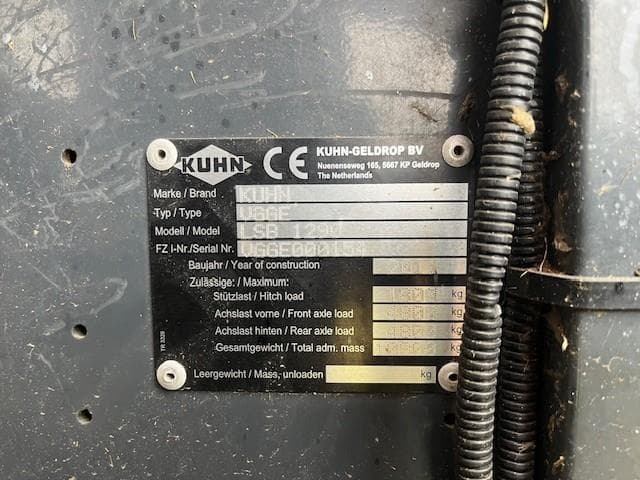 KUHN CE KUHN-GELDROP BV
Nuenenseweg 165, 5667 KP Geldrop
The Netherlands
Marke / Brand KUHN
Typ / Type VGGE
Modell / Model LSB
FZ I-Nr./Serial Nr.
Baujahr / Year of construction
Zulässige: / Maximum:
Stützlast / Hitch load kg
Achslast vorne / Front axle load kg
Achslast hinten / Rear axle load kg
Gesamtgewicht / Total adm. mass kg
Leergewicht / Mass, unloaden kg